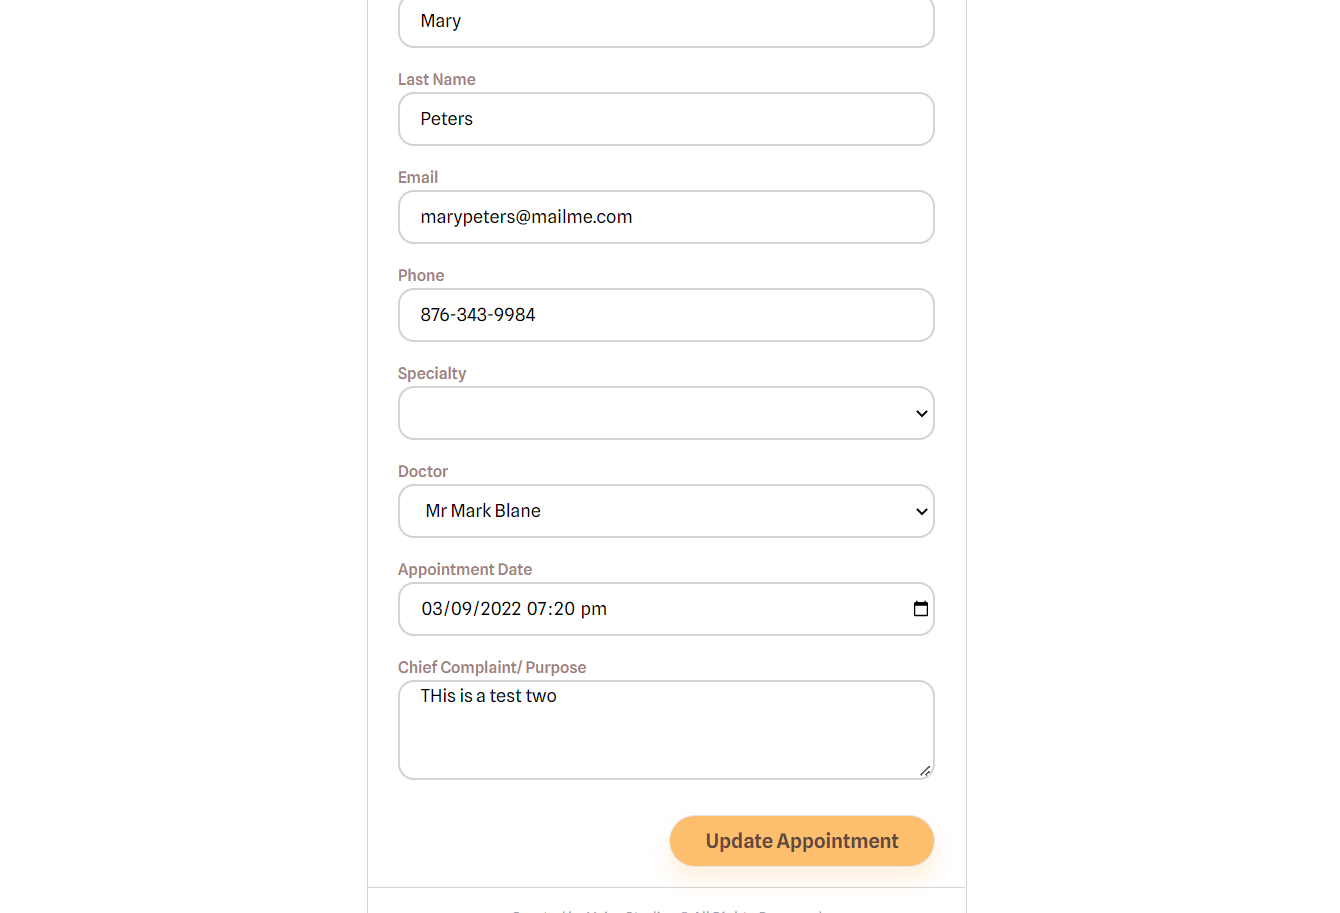 Mary
Last Name
Peters
Email
marypeters@mailme.com
Phone
876-343-9984
Specialty
Doctor
Mr Mark Blane
Appointment Date
03/09/2022 07:20 pm
Chief Complaint/ Purpose
THis is a test two
Update Appointment